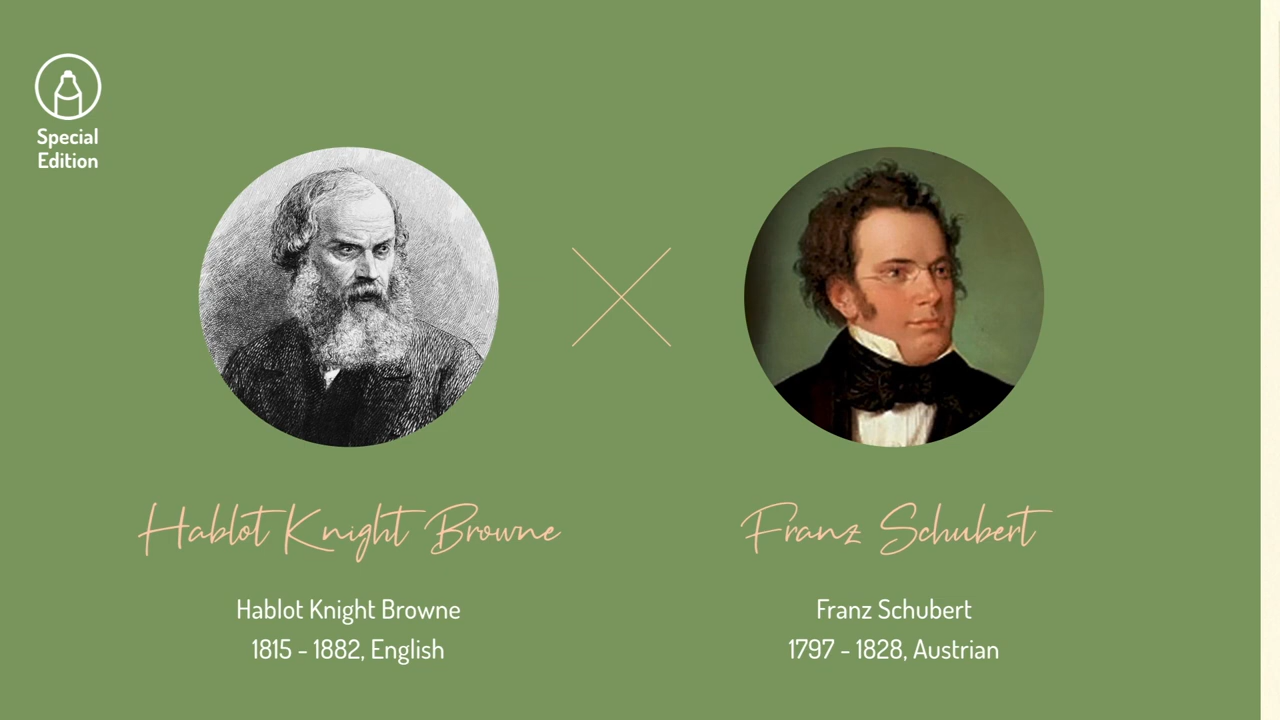 Special
Edition
Hablot Knight Browne
Franz Schubert
Hablot Knight Browne
1815 - 1882, English
Franz Schubert
1797 - 1828, Austrian